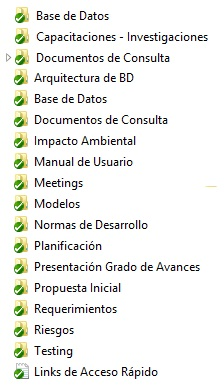 Base de Datos
Capacitaciones - Investigaciones
Documentos de Consulta
Arquitectura de BD
Base de Datos
Documentos de Consulta
Impacto Ambiental
Manual de Usuario
Meetings
Modelos
Normas de Desarrollo
Planificación
Presentación Grado de Avances
Propuesta Inicial
Requerimientos
Riesgos
Testing
Links de Acceso Rápido